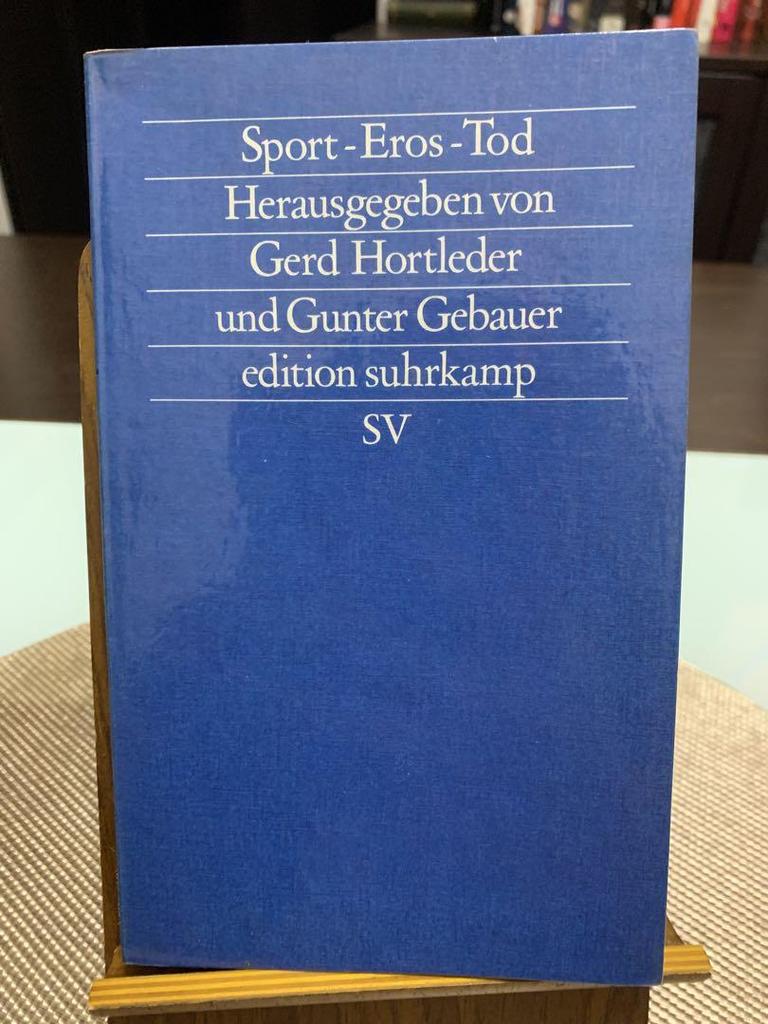 Sport-Eros-Tod
Herausgegeben von
Gerd Hortleder
und Gunter Gebauer
edition suhrkamp
SV